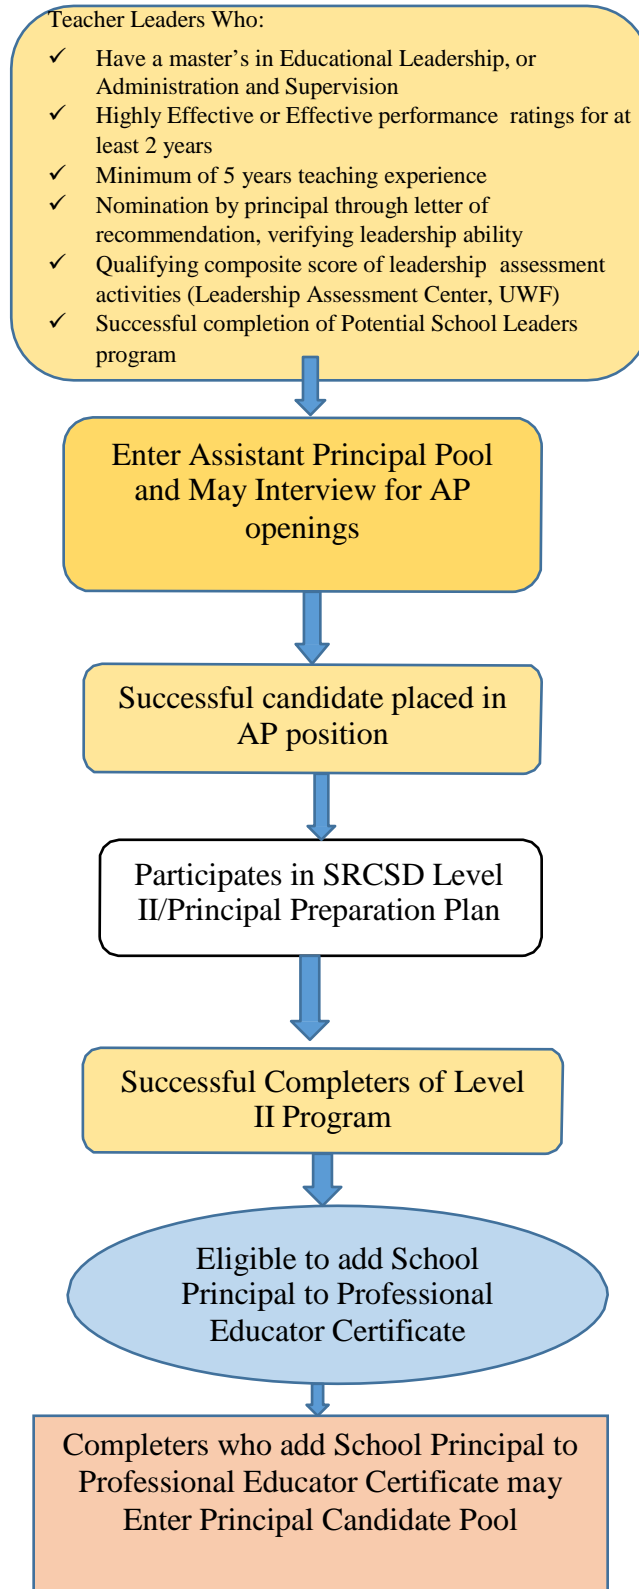 Teacher Leaders Who:
✓ Have a master’s in Educational Leadership, or
Administration and Supervision
✓ Highly Effective or Effective performance ratings for at
least 2 years
✓ Minimum of 5 years teaching experience
✓ Nomination by principal through letter of
recommendation, verifying leadership ability
✓ Qualifying composite score of leadership assessment
activities (Leadership Assessment Center, UWF)
✓ Successful completion of Potential School Leaders
program
Enter Assistant Principal Pool
and May Interview for AP
openings
Successful candidate placed in
AP position
Participates in SRCSD Level
II/Principal Preparation Plan
Successful Completers of Level
II Program
Eligible to add School
Principal to Professional
Educator Certificate
Completers who add School Principal to
Professional Educator Certificate may
Enter Principal Candidate Pool